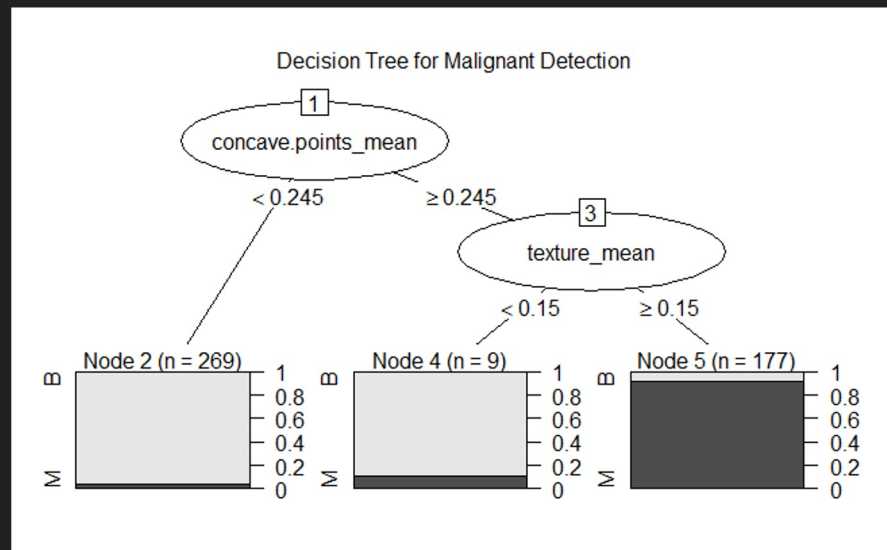 Decision Tree for Malignant Detection
1
concave.points_mean
< 0.245
≥ 0.245
3
texture_mean
< 0.15
≥ 0.15
Node 2 (n = 269)
B
M
1
0.8
0.6
0.4
0.2
0
Node 4 (n = 9)
B
M
1
0.8
0.6
0.4
0.2
0
Node 5 (n = 177)
B
M
1
0.8
0.6
0.4
0.2
0